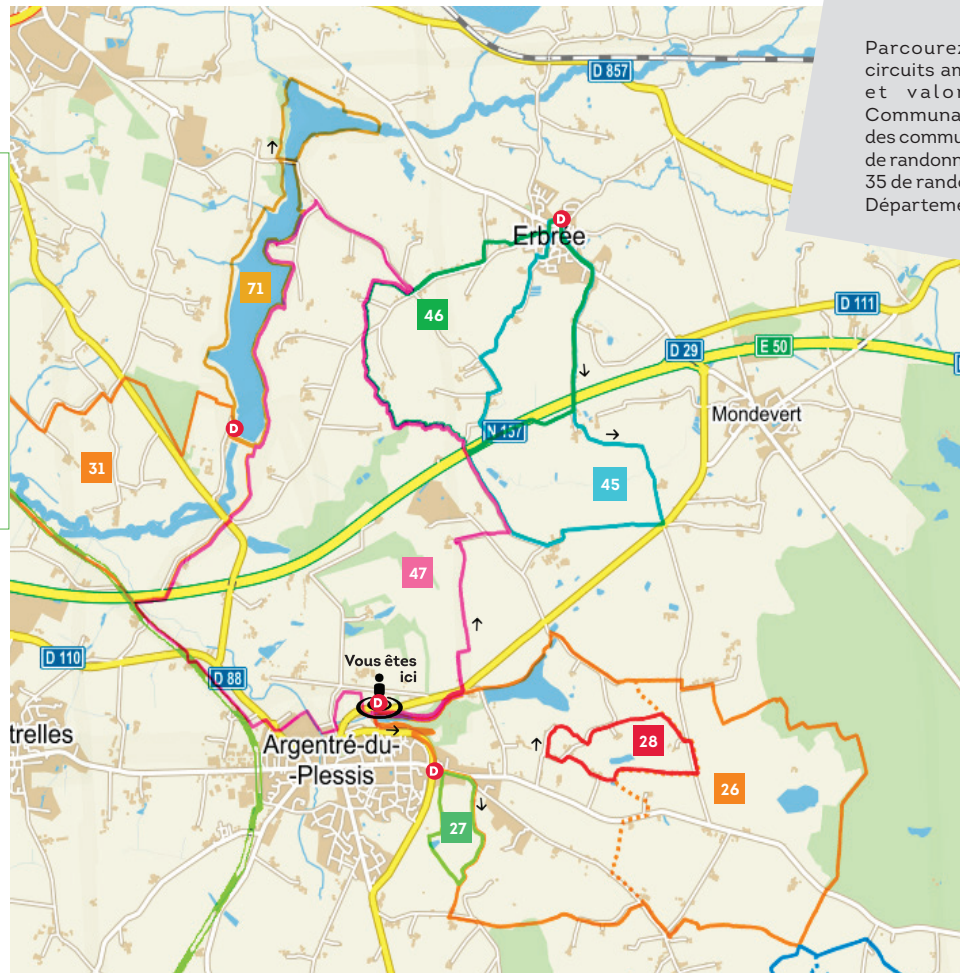 Parcourez
circuits am
et valor
Communa
des commu
de randonn
35 de rando
Départeme
D 857
D
Erbrée
71
46
D 111
D 29
E 50
Mondevert
N 157
D
31
45
47
D 110
D 88
Vous êtes
ici
D
trelles
Argentré-du-
-Plessis
28
D
26
27